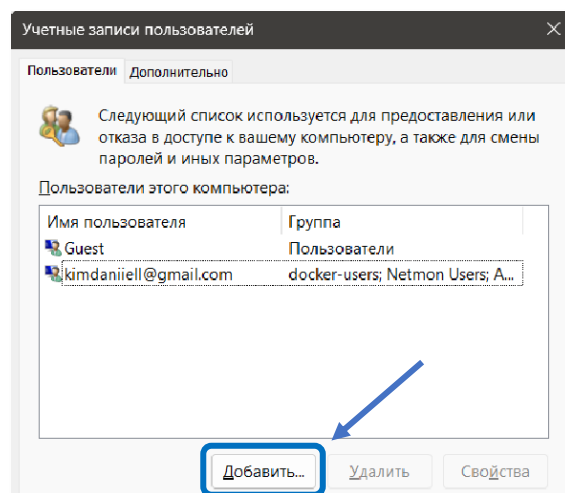 Учетные записи пользователей
Пользователи Дополнительно
Следующий список используется для предоставления или
отказа в доступе к вашему компьютеру, а также для смены
паролей и иных параметров.
Пользователи этого компьютера:
Имя пользователя Группа
Guest Пользователи
kimdaniiell@gmail.com docker-users; Netmon Users; A...
Добавить... Удалить Свойства